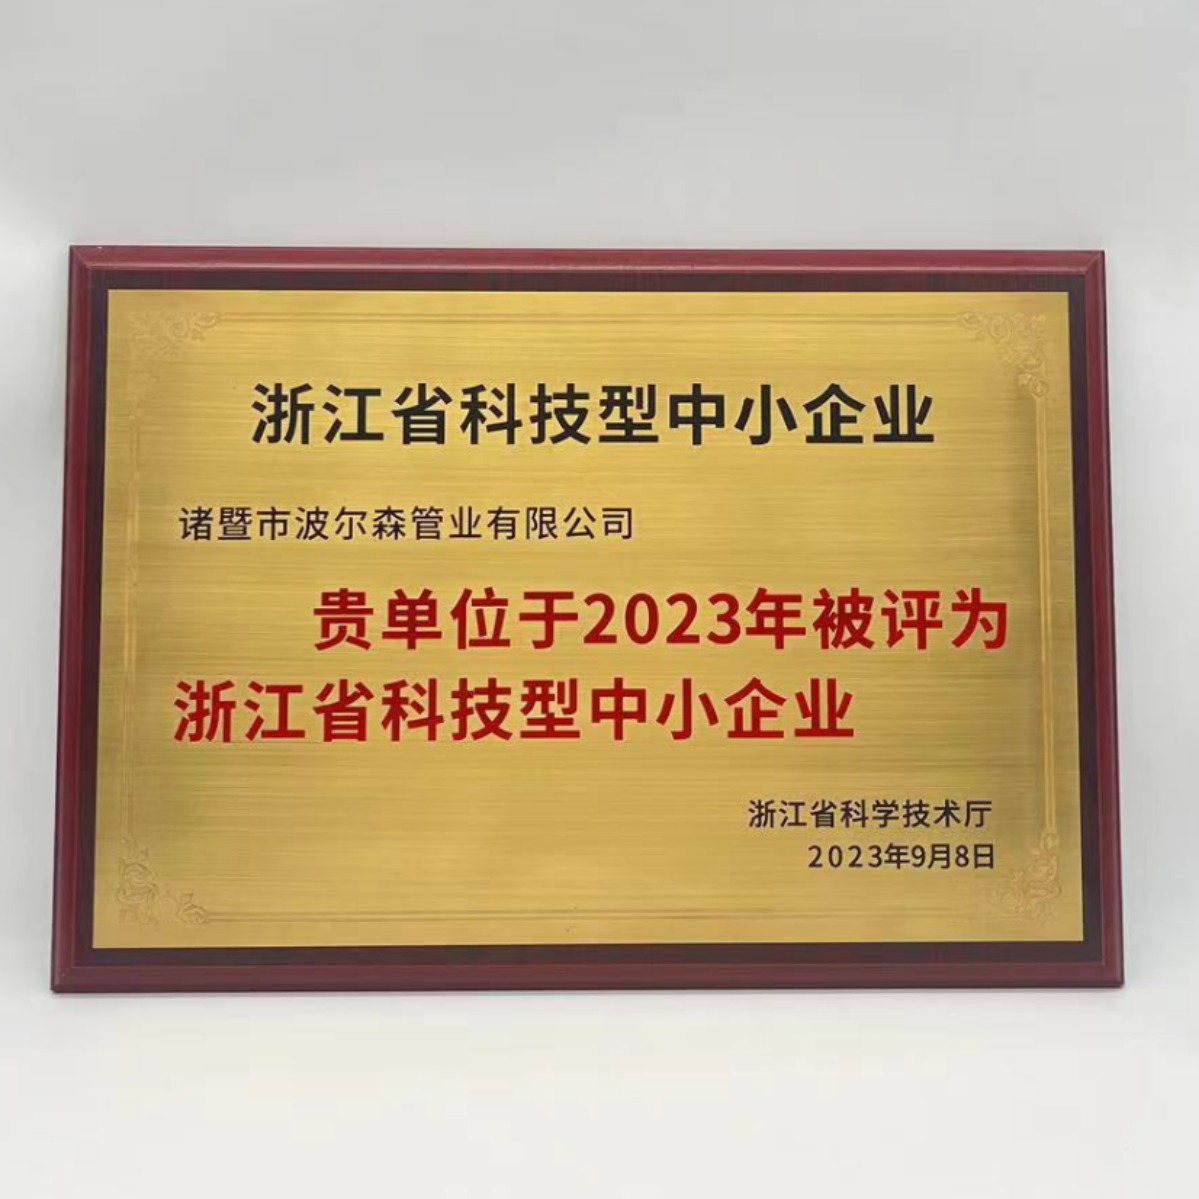 浙江省科技型中小企业
诸暨市波尔森管业有限公司
贵单位于2023年被评为
浙江省科技型中小企业
浙江省科学技术厅
2023年9月8日